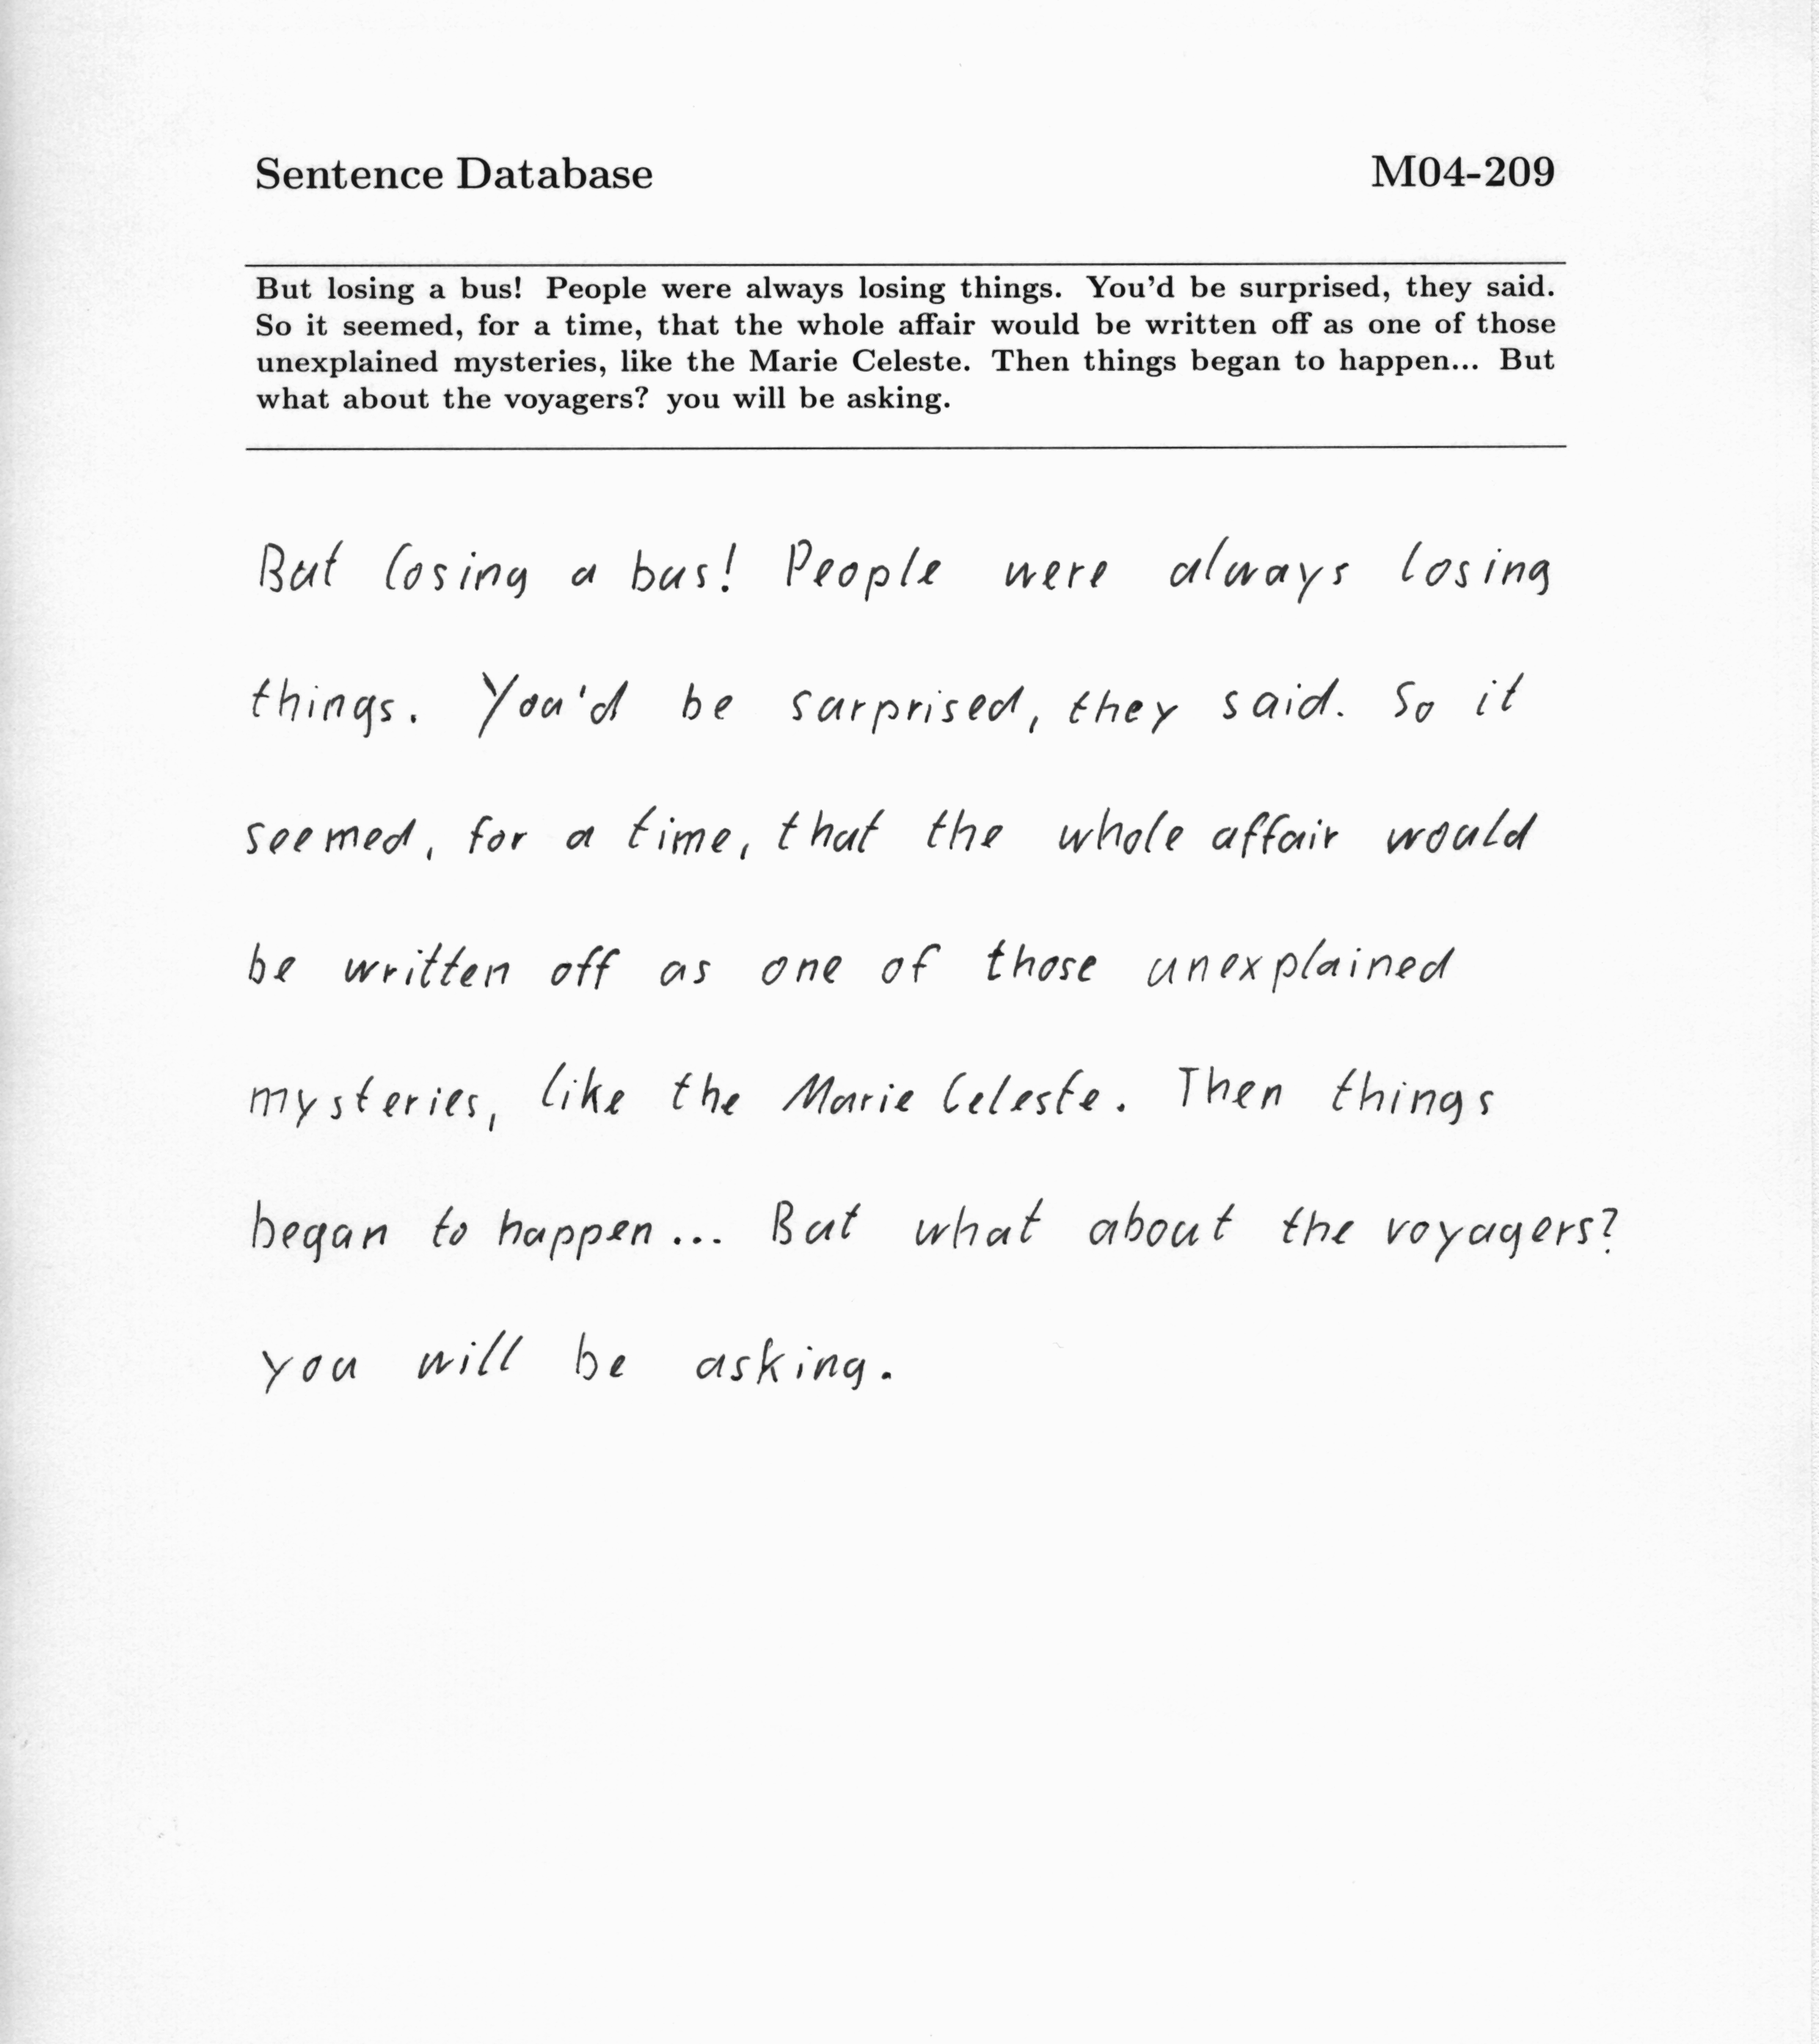 Sentence Database M04-209
But losing a bus! People were always losing things. You'd be surprised, they said.
So it seemed, for a time, that the whole affair would be written off as one of those
unexplained mysteries, like the Marie Celeste. Then things began to happen... But
what about the voyagers? you will be asking.
But losing a bus! People were always losing
things. You'd be surprised, they said. So it
seemed, for a time, that the whole affair would
be written off as one of those unexplained
mysteries, like the Marie Celeste. Then things
began to happen... But what about the voyagers?
you will be asking.